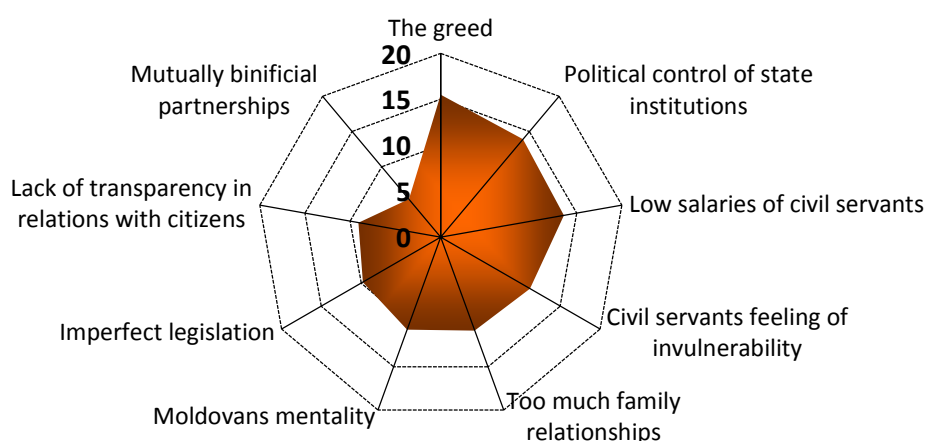 The greed
20
15
10
5
0
Political control of state
institutions
Low salaries of civil servants
Civil servants feeling of
invulnerability
Too much family
relationships
Moldovans mentality
Imperfect legislation
Lack of transparency in
relations with citizens
Mutually binificial
partnerships